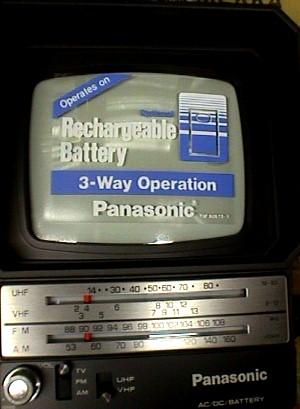 Operates on
Optional
Rechargeable
Battery
3-Way Operation
Panasonic
UHF 14 • 30 40 • 50 60 • 70 • 80 •
VHF 2 4 6 8 10 12
3 5 7 9 11 13
FM 88 90 92 94 96 98 100 102 104 106 108
AM 53 60 70 80 120 140 160
TV
FM
AM
UHF
VHF
Panasonic
AC/DC/BATTERY